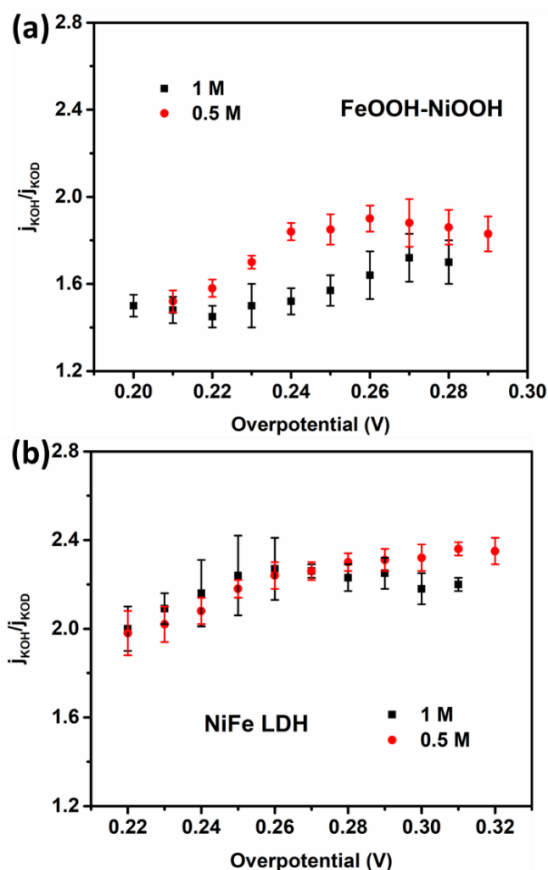 (a)
2.8
1 M
0.5 M
FeOOH-NiOOH
2.4
jKOH/jKOD
2.0
1.6
1.2
0.20 0.22 0.24 0.26 0.28 0.30
Overpotential (V)
(b)
2.8
2.4
jKOH/jKOD
2.0
1.6
1 M
NiFe LDH
0.5 M
1.2
0.22 0.24 0.26 0.28 0.30 0.32
Overpotential (V)